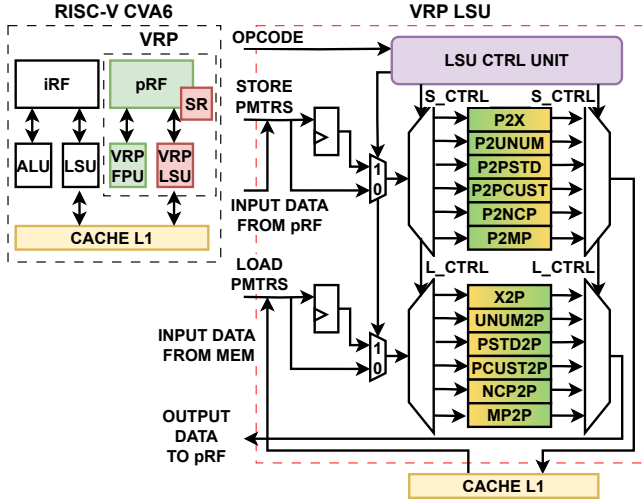 RISC-V CVA6
VRP
iRF
pRF
SR
ALU
LSU
VRP
FPU
VRP
LSU
CACHE L1
VRP LSU
OPCODE
LSU CTRL UNIT
STORE
PMTRS
S_CTRL
S_CTRL
P2X
P2UNUM
P2PSTD
P2PCUST
P2NCP
P2MP
1
0
INPUT DATA
FROM pRF
LOAD
PMTRS
L_CTRL
L_CTRL
X2P
UNUM2P
PSTD2P
PCUST2P
NCP2P
MP2P
1
0
INPUT DATA
FROM MEM
OUTPUT
DATA
TO pRF
CACHE L1